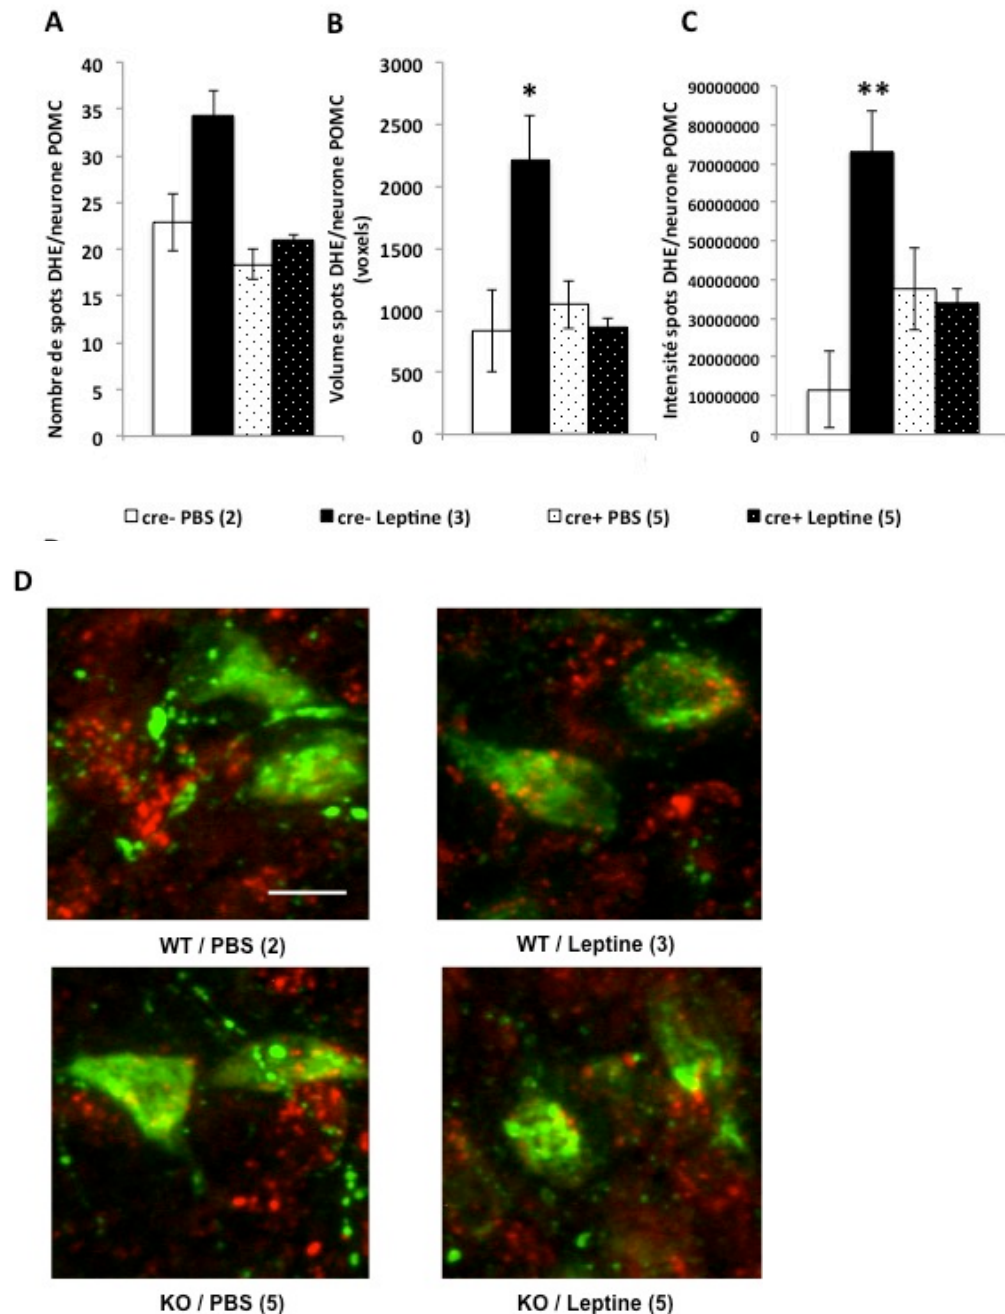 A
B
C
Nombre de spots DHE/neurone POMC
40
35
30
25
20
15
10
5
0
Volume spots DHE/neurone POMC
(voxels)
3000
2500
2000
1500
1000
500
0
*
Intensité spots DHE/neurone POMC
90000000
80000000
70000000
60000000
50000000
40000000
30000000
20000000
10000000
0
**
cre- PBS (2) cre- Leptine (3) cre+ PBS (5) cre+ Leptine (5)
D
WT / PBS (2) WT / Leptine (3)
KO / PBS (5) KO / Leptine (5)